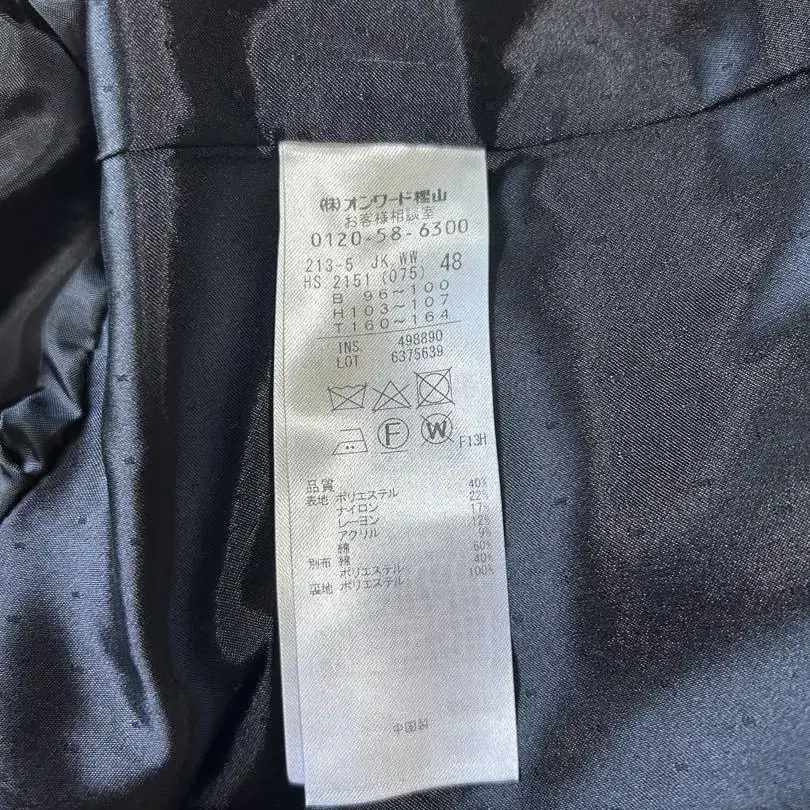 ㈱オンワード樫山
お客様相談室
0120-58-6300
213-5 JK.WW. 48
HS.2151 (075)
B 96～100
H103～107
T160～164
INS. 498890
LOT 6375639
F
W
F13H
品質
表地 ポリエステル 40%
ナイロン 22%
レーヨン 17%
アクリル 12%
綿 9%
別布 綿 60%
ポリエステル 40%
裏地 ポリエステル 100%